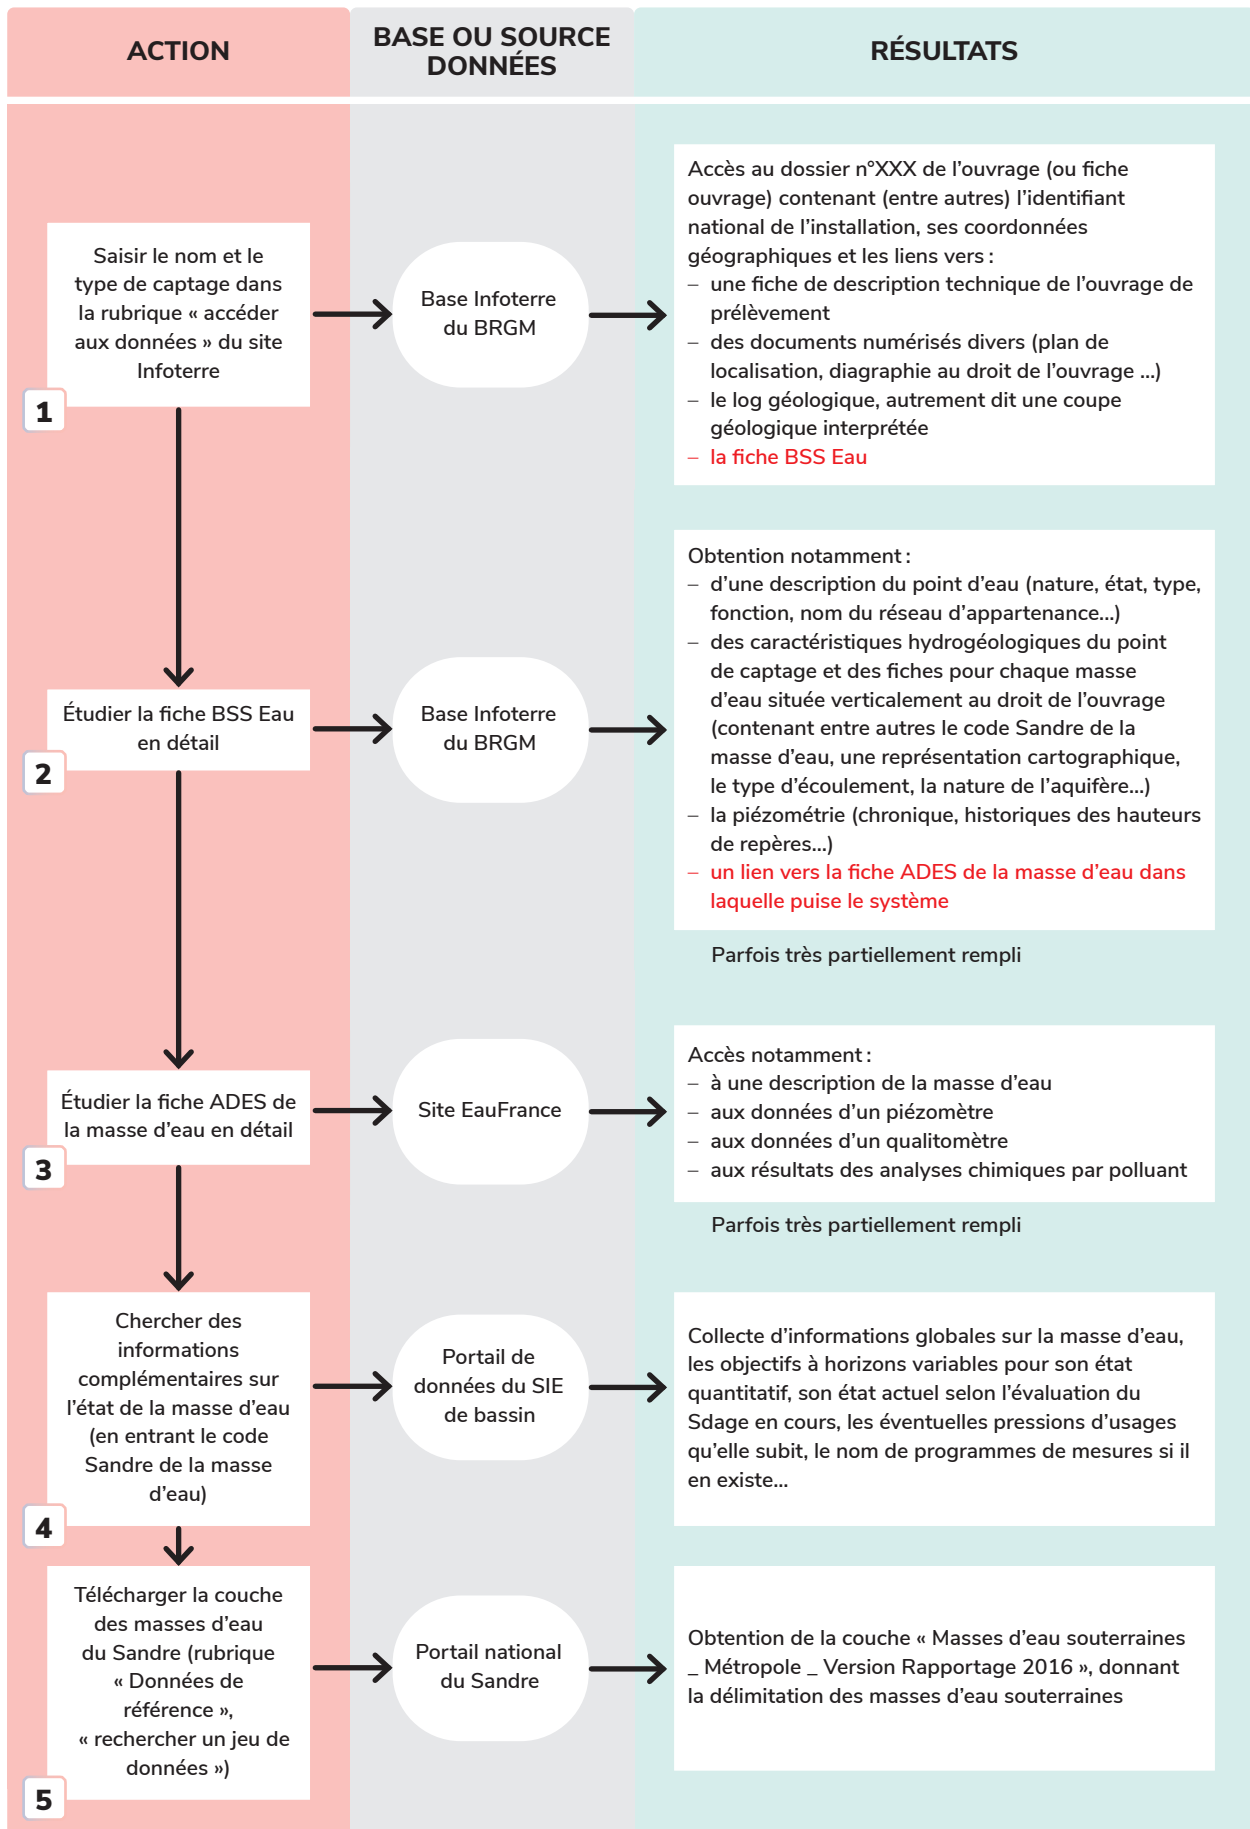 ACTION
BASE OU SOURCE
DONNÉES
RÉSULTATS
Saisir le nom et le
type de captage dans
la rubrique « accéder
aux données » du site
Infoterre
1
Base Infoterre
du BRGM
Accès au dossier n°XXX de l’ouvrage (ou fiche
ouvrage) contenant (entre autres) l’identifiant
national de l’installation, ses coordonnées
géographiques et les liens vers :
– une fiche de description technique de l’ouvrage de
prélèvement
– des documents numérisés divers (plan de
localisation, diagraphie au droit de l’ouvrage ...)
– le log géologique, autrement dit une coupe
géologique interprétée
– la fiche BSS Eau
Étudier la fiche BSS Eau
en détail
2
Base Infoterre
du BRGM
Obtention notamment :
– d’une description du point d’eau (nature, état, type,
fonction, nom du réseau d’appartenance...)
– des caractéristiques hydrogéologiques du point
de captage et des fiches pour chaque masse
d’eau située verticalement au droit de l’ouvrage
(contenant entre autres le code Sandre de la
masse d’eau, une représentation cartographique,
le type d’écoulement, la nature de l’aquifère...)
– la piézométrie (chronique, historiques des hauteurs
de repères...)
– un lien vers la fiche ADES de la masse d’eau dans
laquelle puise le système
Parfois très partiellement rempli
Étudier la fiche ADES de
la masse d’eau en détail
3
Site EauFrance
Accès notamment :
– à une description de la masse d’eau
– aux données d’un piézomètre
– aux données d’un qualitomètre
– aux résultats des analyses chimiques par polluant
Parfois très partiellement rempli
Chercher des
informations
complémentaires sur
l’état de la masse d’eau
(en entrant le code
Sandre de la masse
d’eau)
4
Portail de
données du SIE
de bassin
Collecte d’informations globales sur la masse d’eau,
les objectifs à horizons variables pour son état
quantitatif, son état actuel selon l’évaluation du
Sdage en cours, les éventuelles pressions d’usages
qu’elle subit, le nom de programmes de mesures si il
en existe...
Télécharger la couche
des masses d’eau
du Sandre (rubrique
« Données de
référence »,
« rechercher un jeu de
données »)
5
Portail national
du Sandre
Obtention de la couche « Masses d’eau souterraines
_ Métropole _ Version Rapportage 2016 », donnant
la délimitation des masses d’eau souterraines